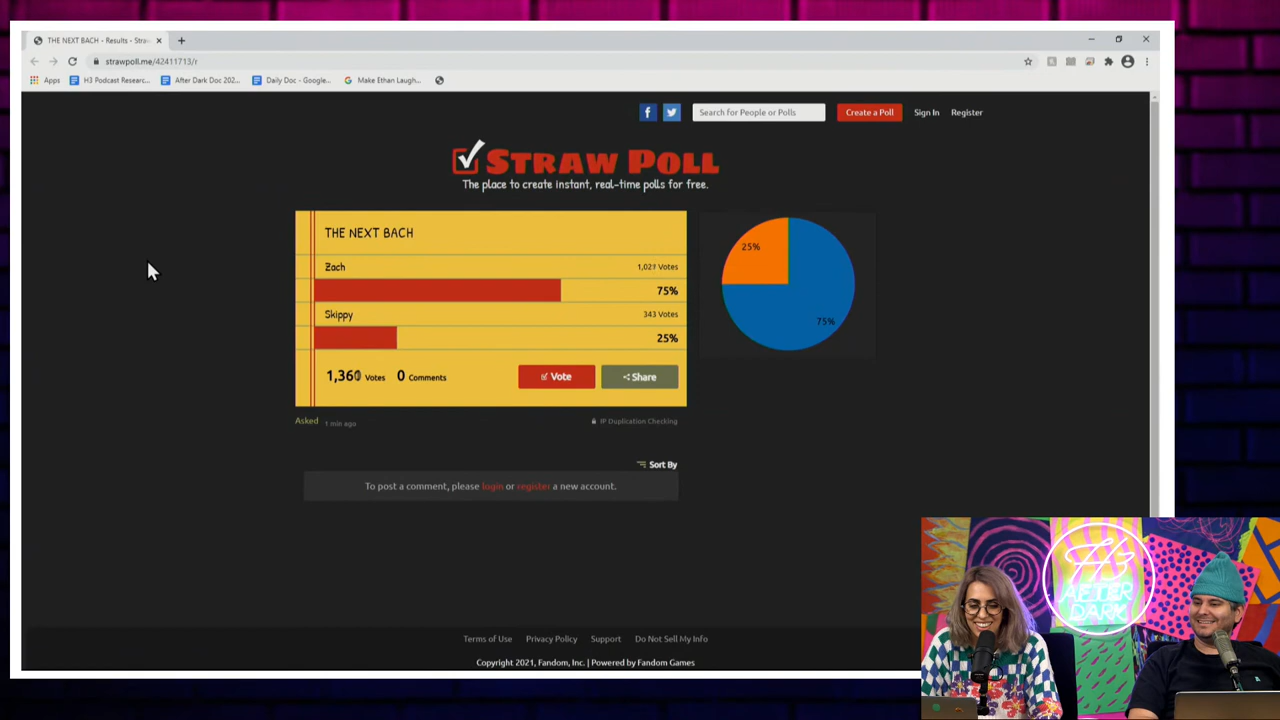 THE NEXT BACH - Results - Stra
strawpoll.me/42411713/r
Apps H3 Podcast Researc... After Dark Doc 202... Daily Doc - Google... Make Ethan Laugh...
f Search for People or Polls Create a Poll Sign In Register
STRAW POLL
The place to create instant, real-time polls for free.
THE NEXT BACH
Zach 1,021 Votes
75%
Skippy 343 Votes
25%
Votes 0 Comments Vote Share
25%
75%
Asked 1 min ago IP Duplication Checking
Sort By
To post a comment, please login or register a new account.
H3
AFTER
DARK
Terms of Use Privacy Policy Support Do Not Sell My Info
Copyright 2021, Fandom, Inc. | Powered by Fandom Games